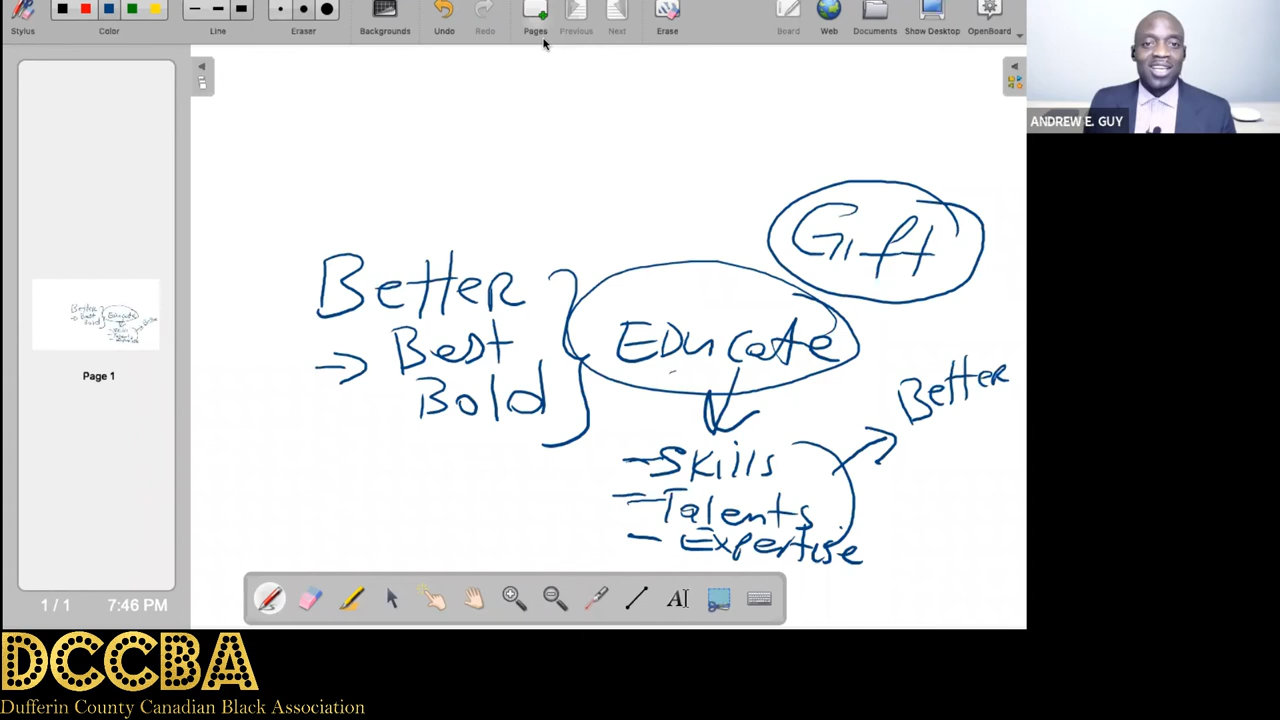 Stylus
Color
Line
Eraser
Backgrounds
Undo
Redo
Pages
Previous
Next
Erase
Board
Web
Documents
Show Desktop
OpenBoard
ANDREW E. GUY
Gift
Better
Best
Bold
Educate
Better
- Skills
- Talents
- Expertise
Page 1
1 / 1 7:46 PM
AI
DCCBA
Dufferin County Canadian Black Association